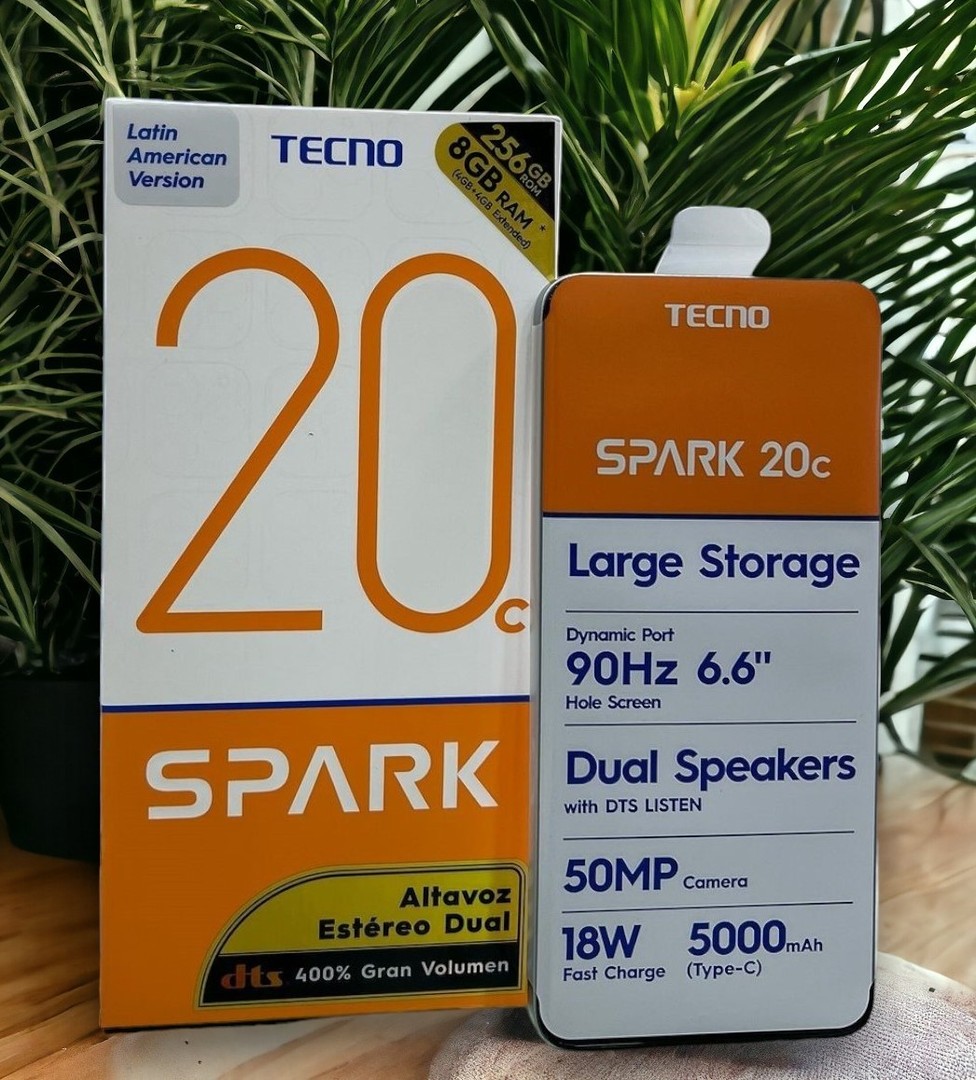 Latin
American
Version
TECNO
256GB
ROM
8GB RAM*
(4GB+4GB Extended)
20c
SPARK
Altavoz
Estéreo Dual
dts 400% Gran Volumen
TECNO
SPARK 20c
Large Storage
Dynamic Port
90Hz 6.6"
Hole Screen
Dual Speakers
with DTS LISTEN
50MP Camera
18W 5000mAh
Fast Charge (Type-C)